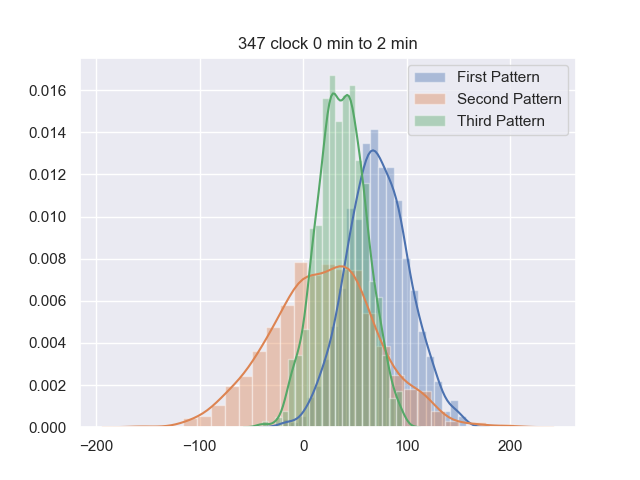 347 clock 0 min to 2 min
First Pattern
Second Pattern
Third Pattern
0.016
0.014
0.012
0.010
0.008
0.006
0.004
0.002
0.000
−200 −100 0 100 200